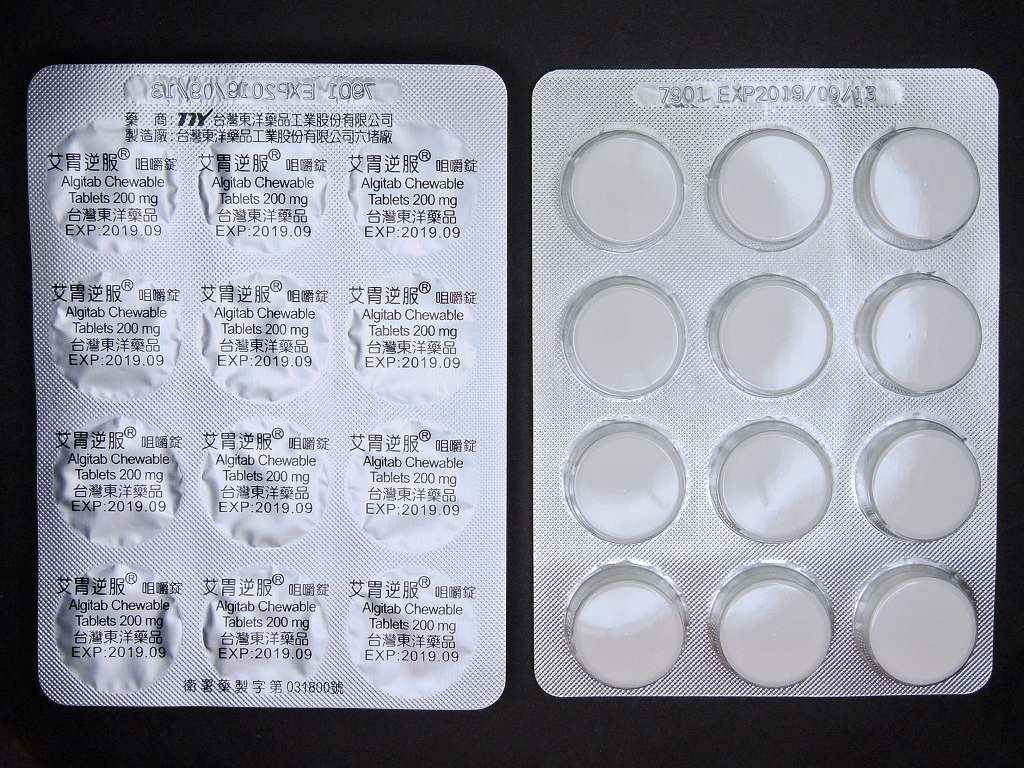 7801 EXP2019/09/13
藥 商:TTY台灣東洋藥品工業股份有限公司
製造廠:台灣東洋藥品工業股份有限公司六堵廠
艾胃逆服® 咀嚼錠 艾胃逆服® 咀嚼錠 艾胃逆服® 咀嚼錠
Algitab Chewable Algitab Chewable Algitab Chewable
Tablets 200 mg Tablets 200 mg Tablets 200 mg
台灣東洋藥品 台灣東洋藥品 台灣東洋藥品
EXP:2019.09 EXP:2019.09 EXP:2019.09
艾胃逆服® 咀嚼錠 艾胃逆服® 咀嚼錠 艾胃逆服® 咀嚼錠
Algitab Chewable Algitab Chewable Algitab Chewable
Tablets 200 mg Tablets 200 mg Tablets 200 mg
台灣東洋藥品 台灣東洋藥品 台灣東洋藥品
EXP:2019.09 EXP:2019.09 EXP:2019.09
艾胃逆服® 咀嚼錠 艾胃逆服® 咀嚼錠 艾胃逆服® 咀嚼錠
Algitab Chewable Algitab Chewable Algitab Chewable
Tablets 200 mg Tablets 200 mg Tablets 200 mg
台灣東洋藥品 台灣東洋藥品 台灣東洋藥品
EXP:2019.09 EXP:2019.09 EXP:2019.09
艾胃逆服® 咀嚼錠 艾胃逆服® 咀嚼錠 艾胃逆服® 咀嚼錠
Algitab Chewable Algitab Chewable Algitab Chewable
Tablets 200 mg Tablets 200 mg Tablets 200 mg
台灣東洋藥品 台灣東洋藥品 台灣東洋藥品
EXP:2019.09 EXP:2019.09 EXP:2019.09
衛署藥製字第031800號
7801 EXP2019/09/13